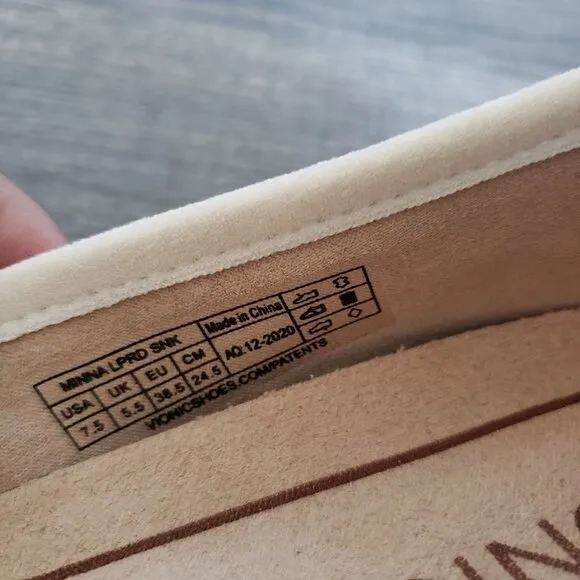 MINNA LPRD SNK
USA UK EU CM
7.5 5.5 38.5 24.5
Made in China
AQ.12-2020
VIONICSHOES.COM/PATENTS